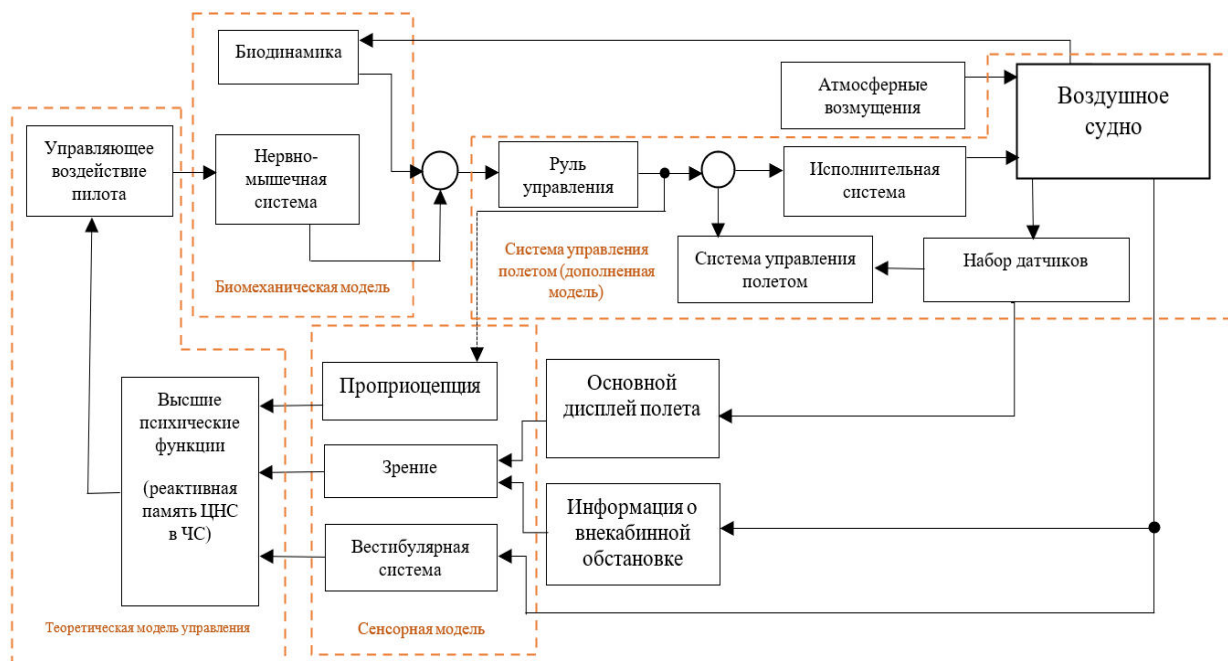 Биодинамика
Атмосферные
возмущения
Воздушное
судно
Управляющее
воздействие
пилота
Нервно-
мышечная
система
Руль
управления
Исполнительная
система
Биомеханическая модель
Система управления
полетом (дополненная
модель)
Система управления
полетом
Набор датчиков
Высшие
психические
функции
(реактивная
память ЦНС
в ЧС)
Проприоцепция
Зрение
Вестибулярная
система
Основной
дисплей полета
Информация о
внекабинной
обстановке
Теоретическая модель управления
Сенсорная модель